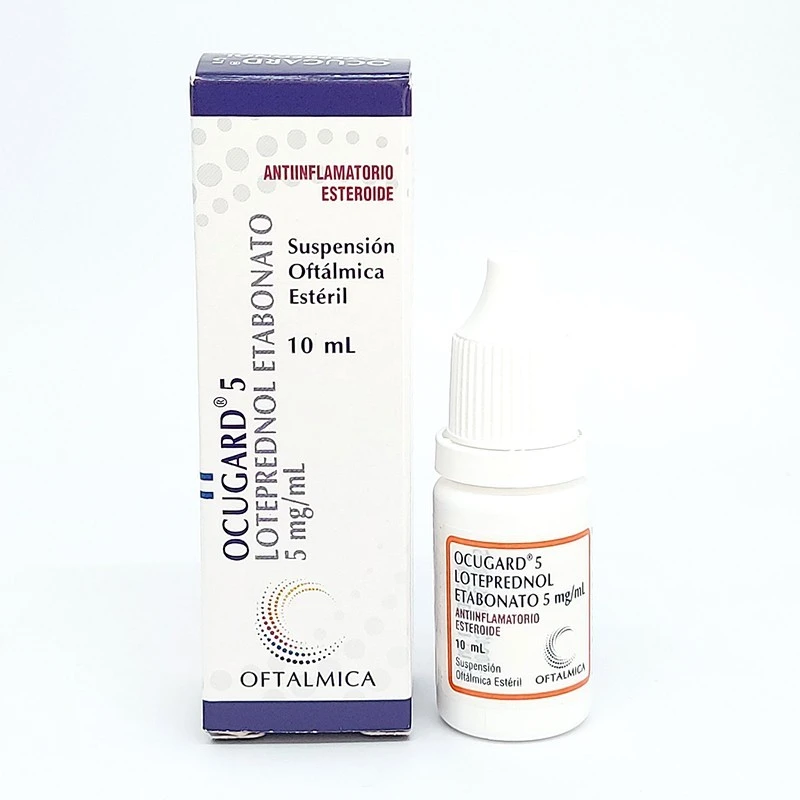 OCUGARD® 5
ANTIINFLAMATORIO
ESTEROIDE
Suspensión
Oftálmica
Estéril
10 mL
OCUGARD® 5
LOTEPREDNOL ETABONATO
5 mg/mL
OFTALMICA
OCUGARD® 5
LOTEPREDNOL
ETABONATO 5 mg/mL
ANTIINFLAMATORIO
ESTEROIDE
10 mL
Suspensión
Oftálmica Estéril
OFTALMICA